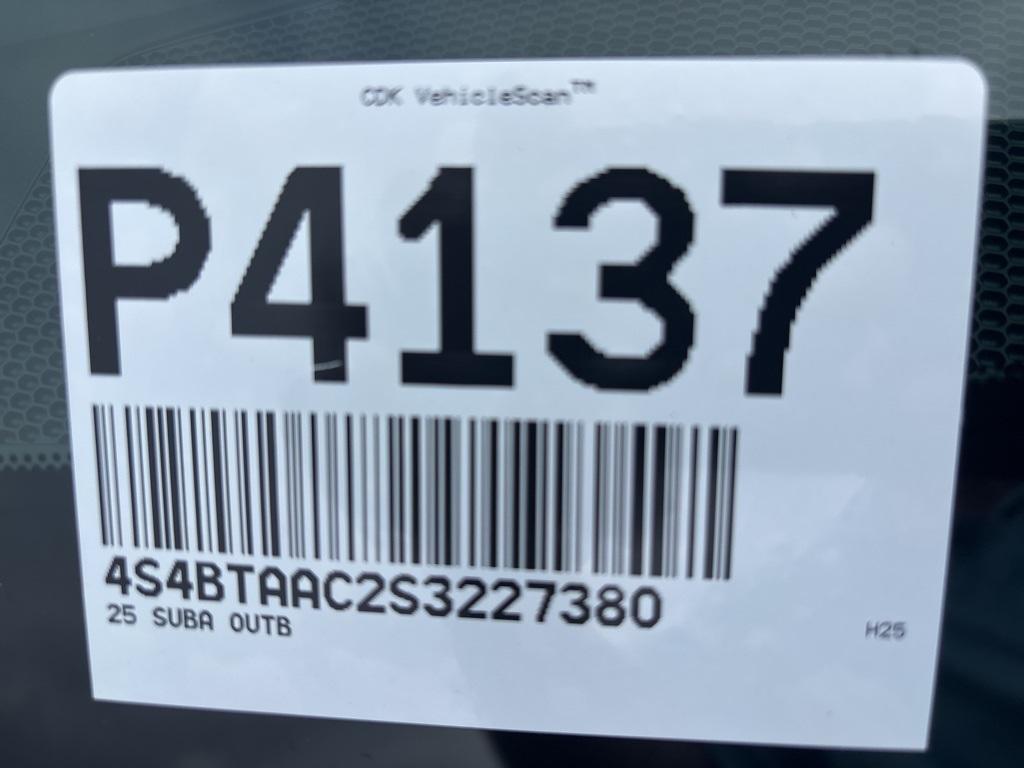 CDK VehicleScan™
P4137
4S4BTAAC2S3227380
25 SUBA OUTB
H25